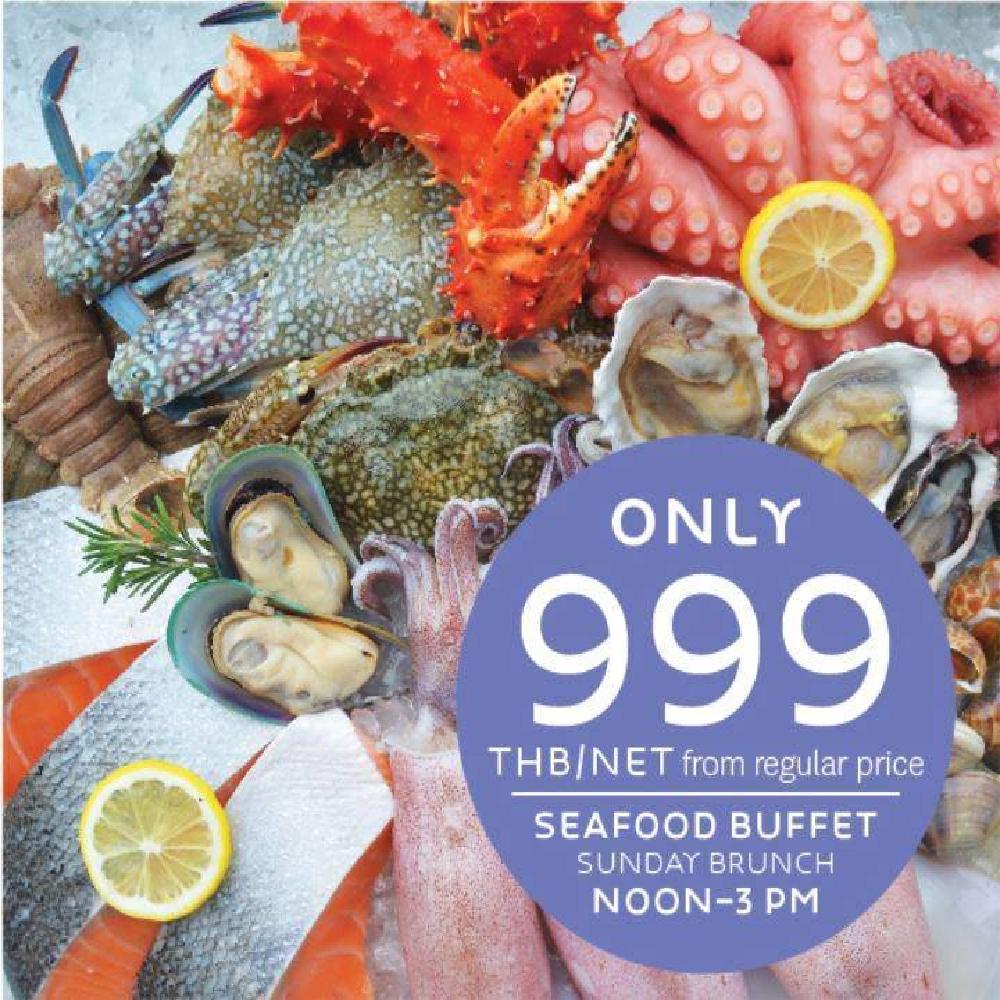 ONLY
999
THB/NET from regular price
SEAFOOD BUFFET
SUNDAY BRUNCH
NOON-3 PM